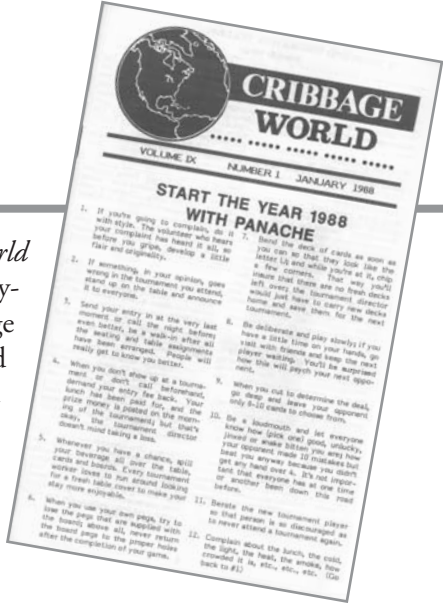 rld
y-
ge
d
CRIBBAGE
WORLD
VOLUME IX NUMBER 1 JANUARY 1988
START THE YEAR 1988
WITH PANACHE
1. If you're going to complain, do it
with style. The volunteer who hears
your complaint has heard it all, so
before you gripe, develop a little
flair and originality.
2. If something, in your opinion, goes
wrong in the tournament you attend,
stand up on the table and announce
it to everyone.
3. Send your entry in at the very last
moment or call the night before;
even better, be a walk-in after all
the seating and table assignments
have been arranged. People will
really get to know you better.
4. When you don't show up at a tourna-
ment or don't call beforehand,
demand your entry fee back. Your
lunch has been paid for, and the
prize money is posted on the morn-
ing of the tournament; but that's
okay, the tournament director
doesn't mind taking a loss.
5. Whenever you have a chance, spill
your beverage all over the table,
cards and boards. Every tournament
worker loves to run around looking
for a fresh table cover to make your
stay more enjoyable.
6. When you use your own pegs, try to
lose the pegs that are supplied with
the board; above all, never return
the board pegs to the proper holes
after the completion of your game.
7. Bend the deck of cards as soon as
you can so that they look like the
letter U; and while you're at it, chip
a few corners. That way you'll
insure that there are no fresh decks
left over; the tournament director
would just have to carry new decks
home and save them for the next
tournament.
8. Be deliberate and play slowly; if you
have a little time on your hands, go
visit with friends and keep the next
player waiting. You'll be surprised
how this will psych your next oppo-
nent.
9. When you cut to determine the deal,
go deep and leave your opponent
only 8-10 cards to choose from.
10. Be a loudmouth and let everyone
know how (pick one) good, unlucky,
jinxed or snake bitten you are; how
your opponent made 10 mistakes but
beat you anyway because you didn't
get any hand over 4. It's not impor-
tant that everyone has at one time
or another been down this road
before.
11. Berate the new tournament player
so that person is so discouraged as
to never attend a tournament again.
12. Complain about the lunch, the cold,
the light, the heat, the smoke, how
crowded it is, etc., etc., etc. (Go
back to #1)